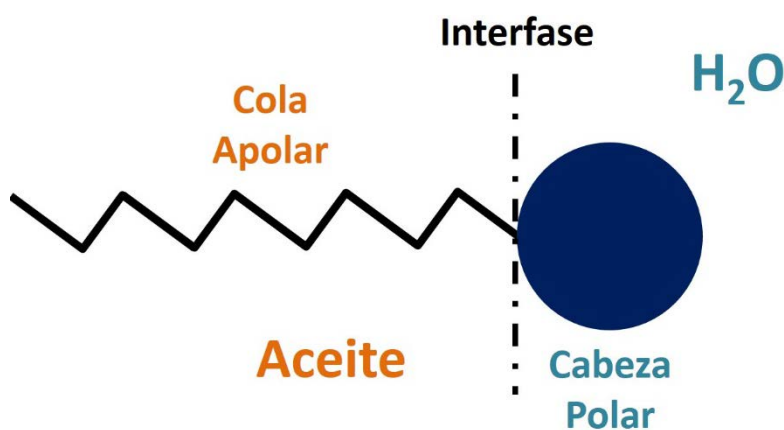 Interfase
H₂O
Cola
Apolar
Aceite
Cabeza
Polar